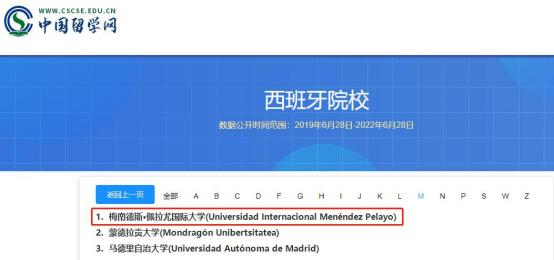 WWW.CSCSE.EDU.CN
中国留学网
西班牙院校
数据公开时间范围：2019年6月28日-2022年6月28日
返回上一页 全部 A B C D E F G H I J K L M N O P Q R S T U V W X Y Z
1. 梅南德斯•佩拉尤国际大学(Universidad Internacional Menéndez Pelayo)
2. 蒙德拉贡大学(Mondragón Unibertsitatea)
3. 马德里自治大学(Universidad Autónoma de Madrid)